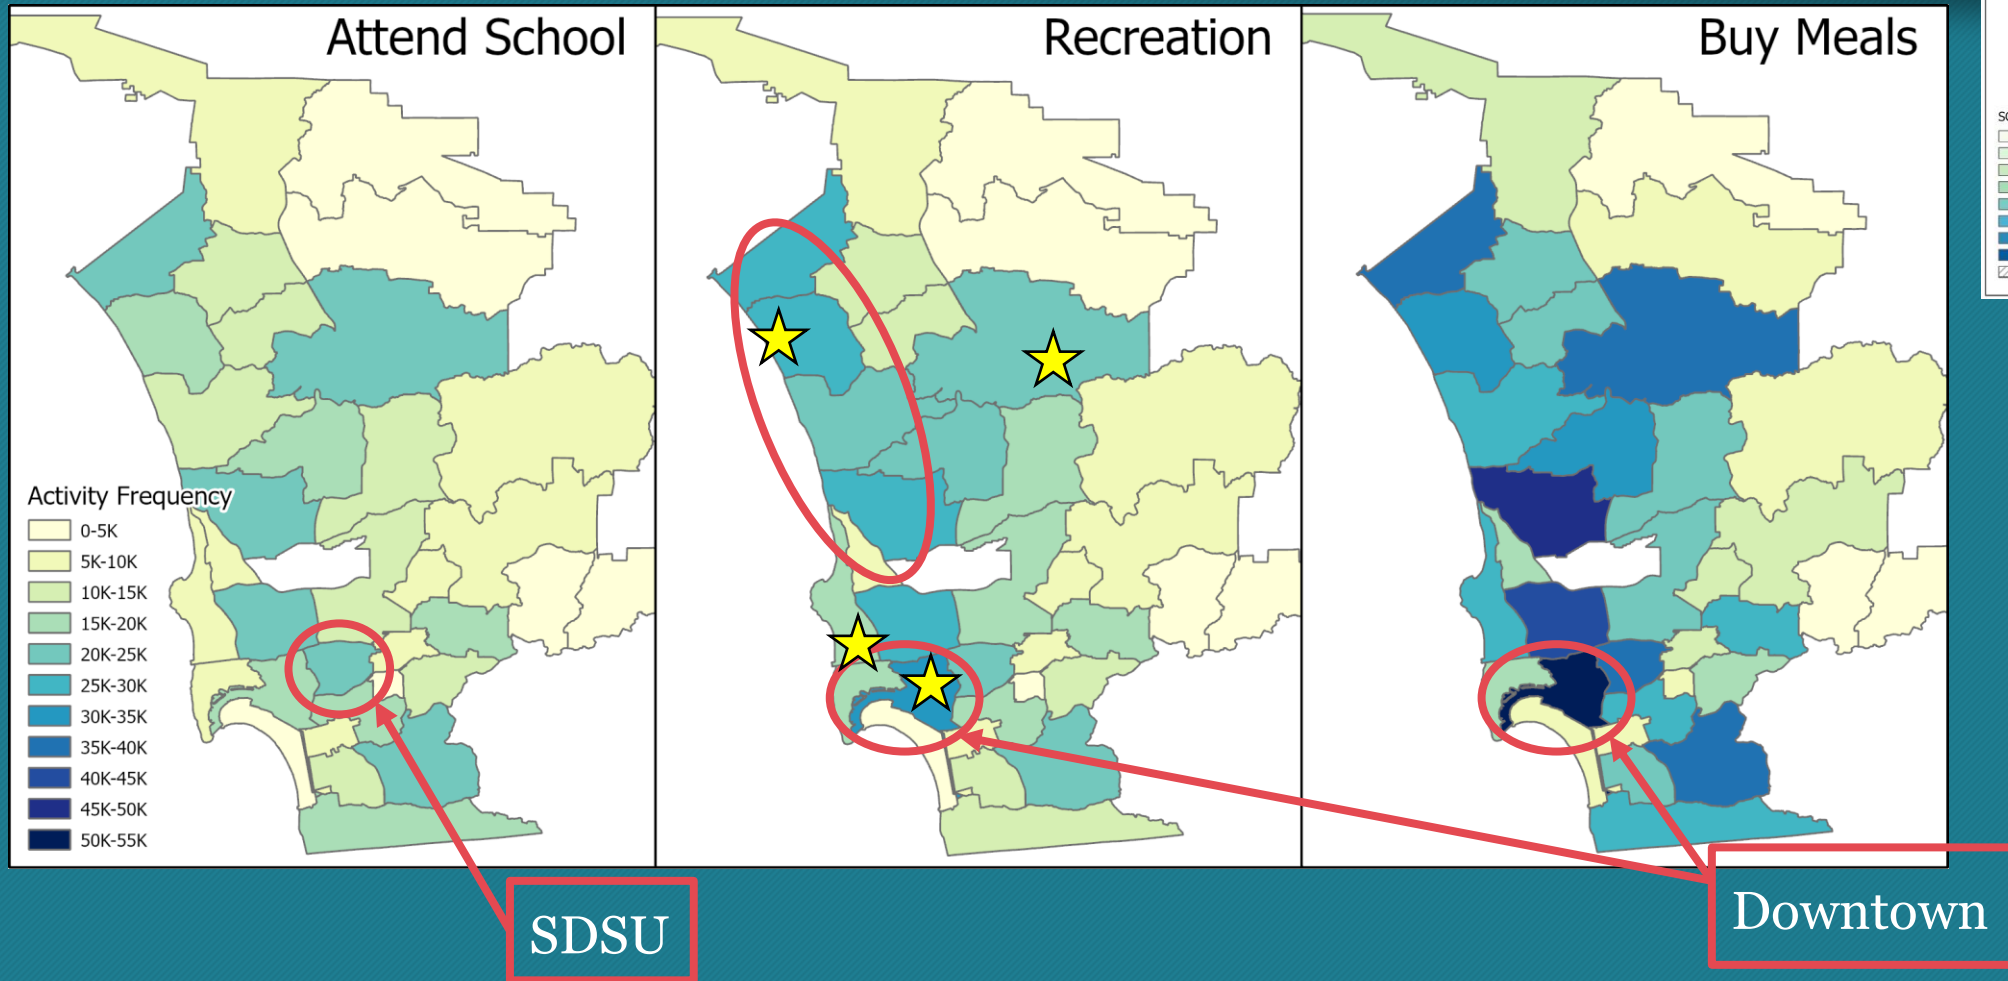 Attend School
Recreation
Buy Meals
Activity Frequency
0-5K
5K-10K
10K-15K
15K-20K
20K-25K
25K-30K
30K-35K
35K-40K
40K-45K
45K-50K
50K-55K
SDSU
Downtown